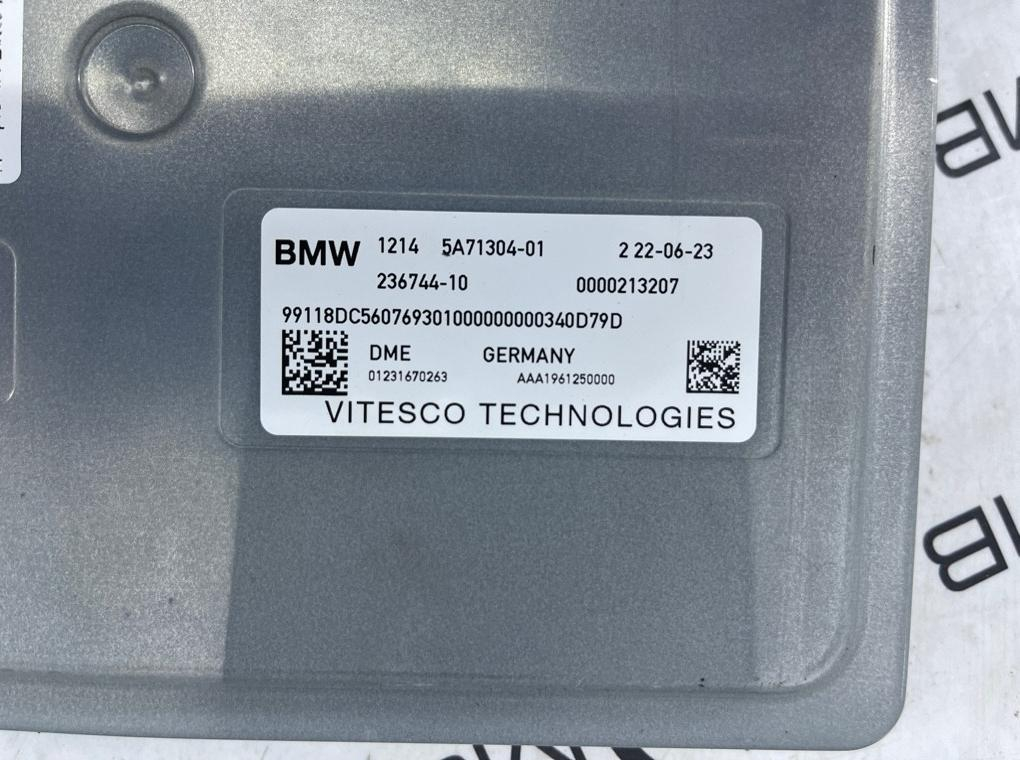 BMW 1214 5A71304-01 2 22-06-23
236744-10 0000213207
99118DC5607693010000000000340D79D
DME GERMANY
01231670263 AAA1961250000
VITESCO TECHNOLOGIES